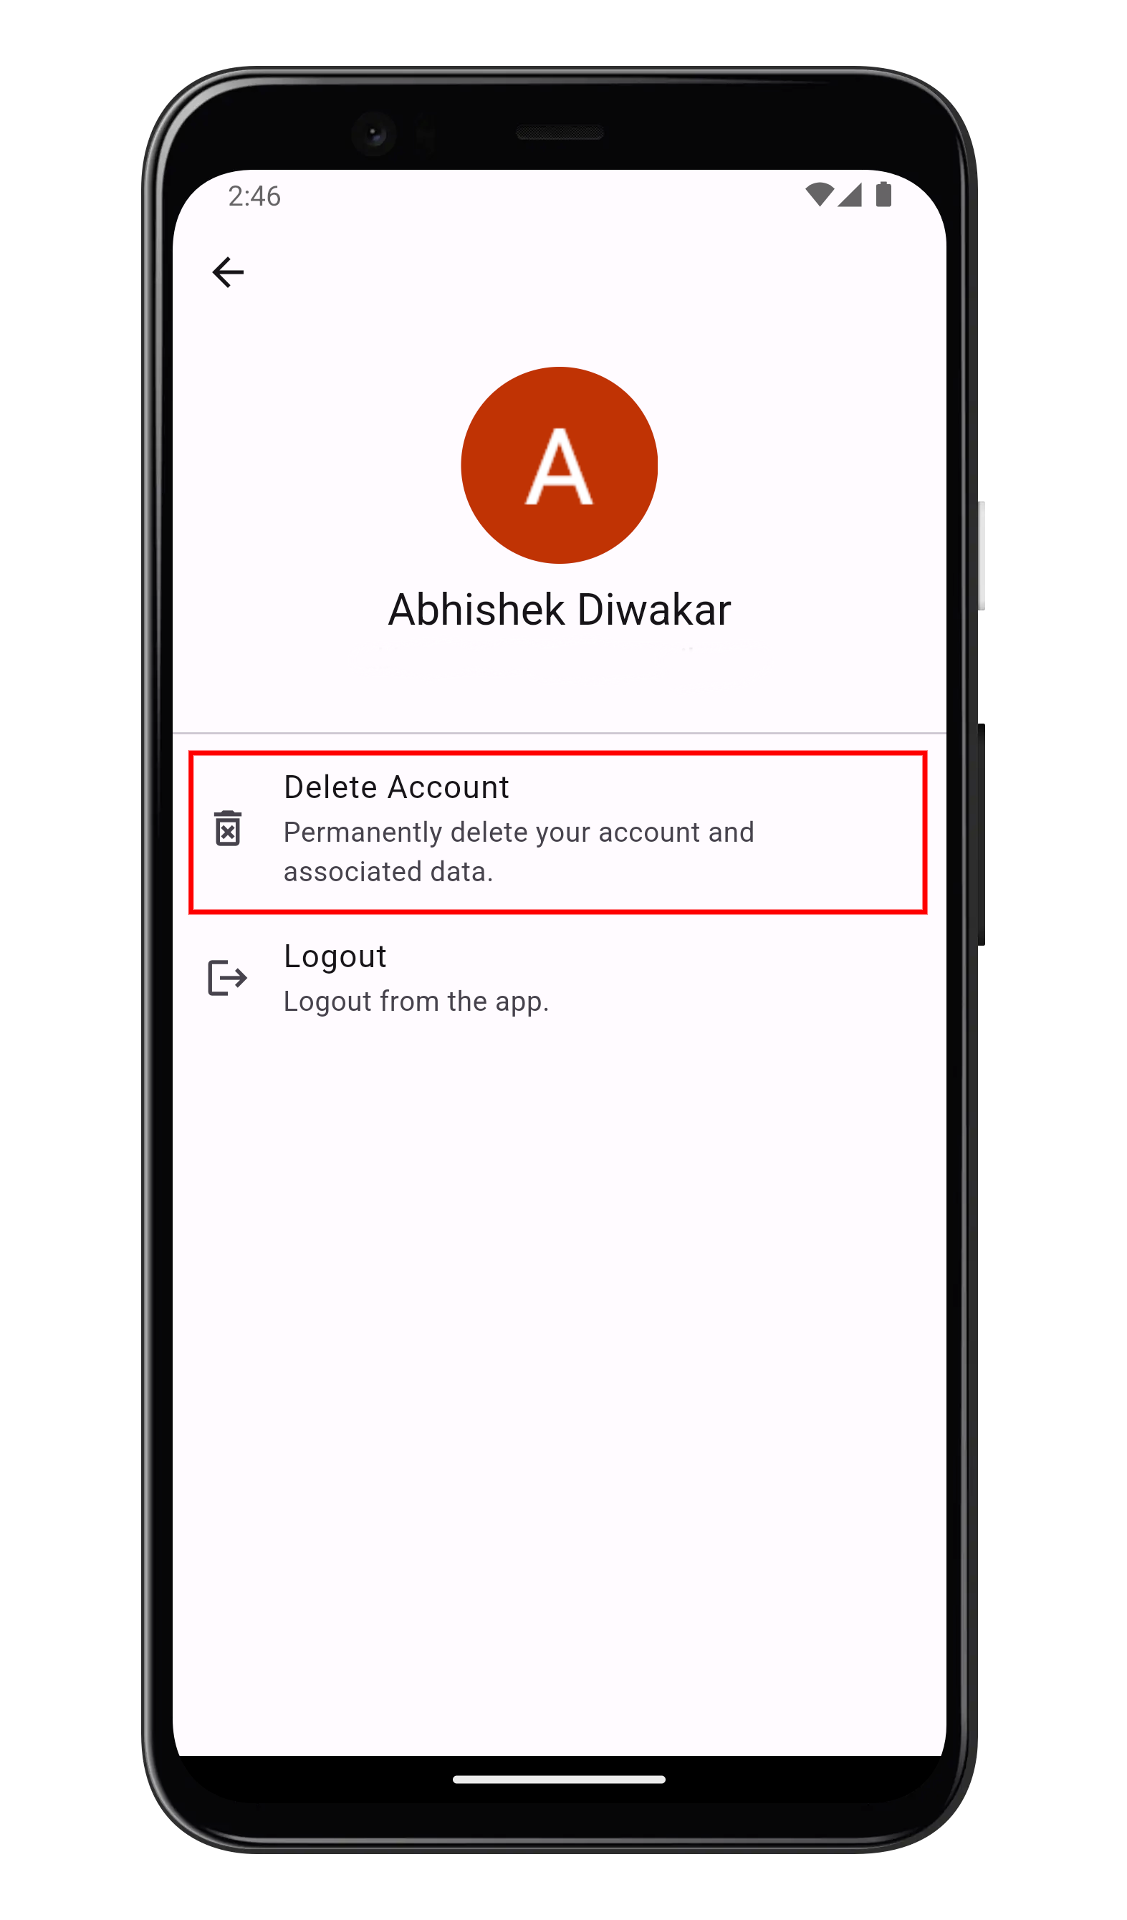 2:46
A
Abhishek Diwakar
Delete Account
Permanently delete your account and
associated data.
Logout
Logout from the app.